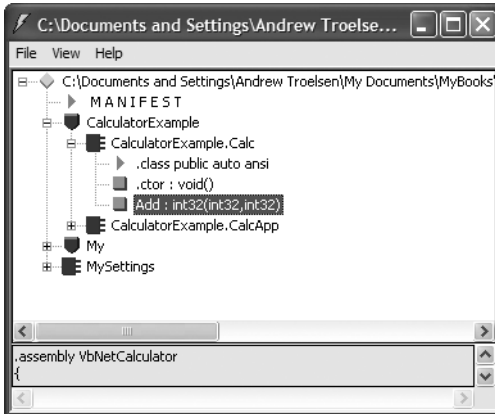 C:\Documents and Settings\Andrew Troelse...
File View Help
C:\Documents and Settings\Andrew Troelsen\My Documents\MyBooks\
MANIFEST
CalculatorExample
CalculatorExample.Calc
.class public auto ansi
.ctor : void()
Add : int32(int32,int32)
CalculatorExample.CalcApp
My
MySettings
.assembly VbNetCalculator
{